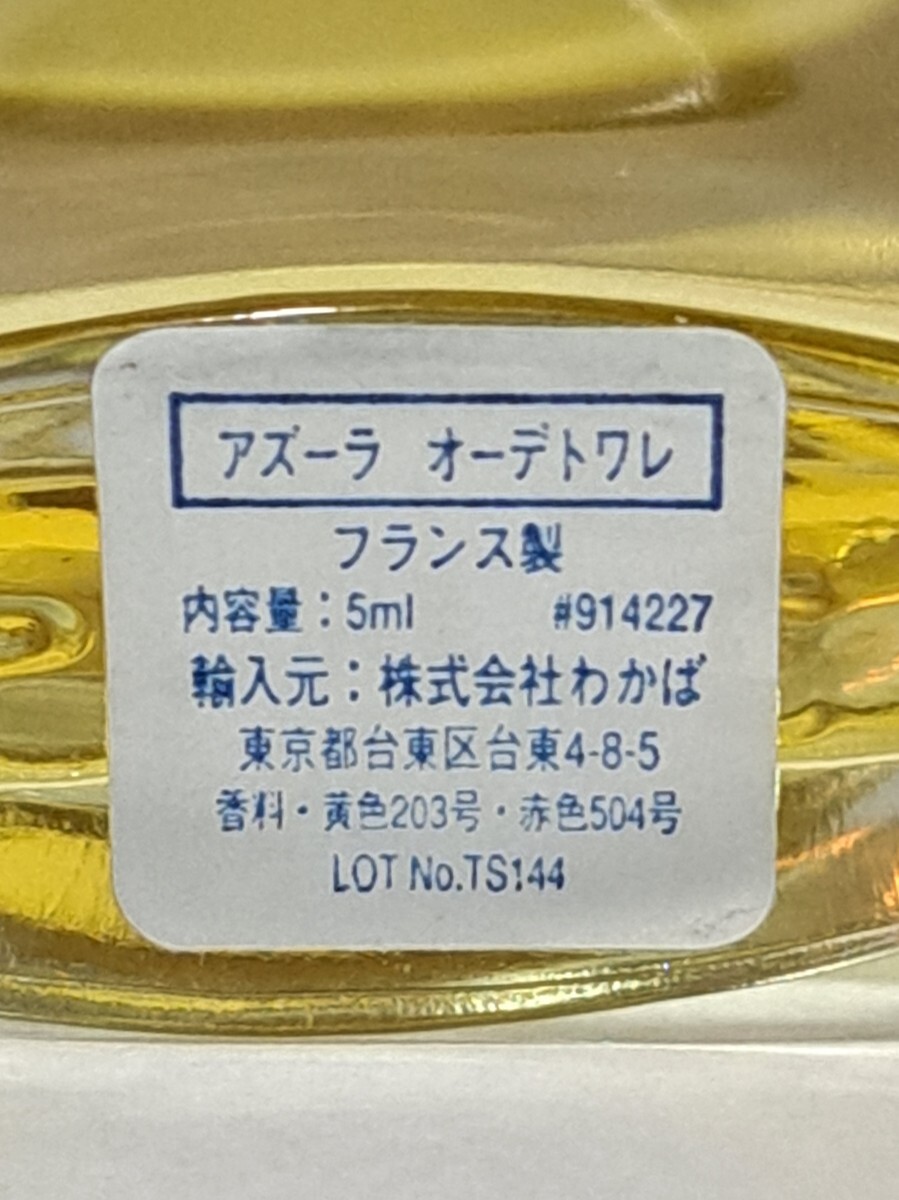 アズーラ オーデトワレ
フランス製
内容量：5ml #914227
輸入元：株式会社わかば
東京都台東区台東4-8-5
香料・黄色203号・赤色504号
LOT No.TS144